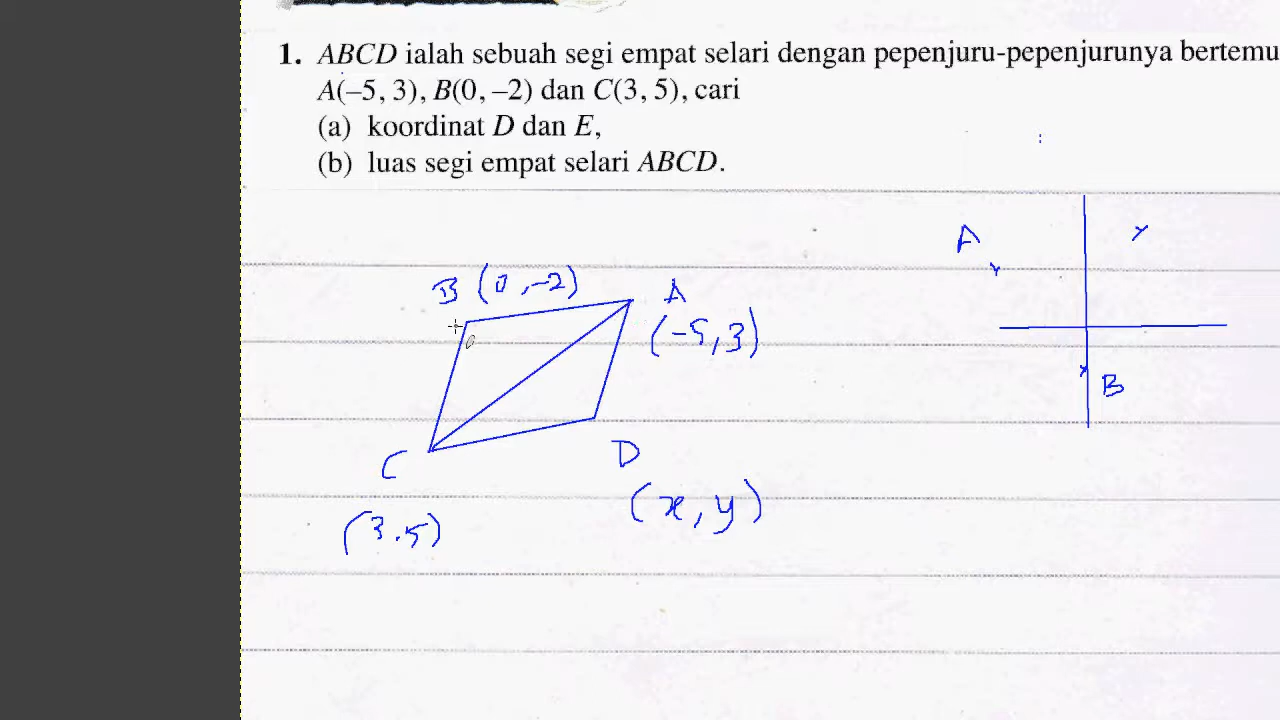 1. ABCD ialah sebuah segi empat selari dengan pepenjuru-pepenjurunya bertemu
A(–5, 3), B(0, –2) dan C(3, 5), cari
(a) koordinat D dan E,
(b) luas segi empat selari ABCD.
A
B (0, -2)
A
(-5, 3)
B
C
D
(x, y)
(3.5)